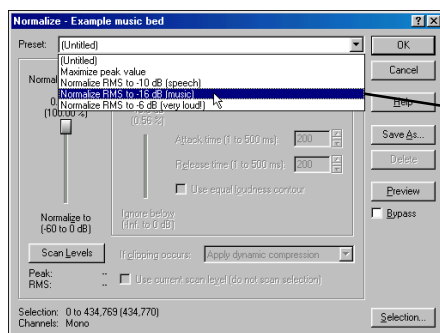 Normalize - Example music bed
Preset: (Untitled)
OK
(Untitled)
Maximize peak value
Normalize RMS to -10 dB (speech)
Normalize RMS to -16 dB (music)
Normalize RMS to -6 dB (very loud!)
Cancel
Help
(100.00 %)
(0.56 %)
Attack time (1 to 500 ms): 200
Release time (1 to 500 ms): 200
Use equal loudness contour
Save As...
Delete
Preview
Bypass
Normalize to
(-60 to 0 dB)
Ignore below
(-Inf. to 0 dB)
Scan Levels
If clipping occurs: Apply dynamic compression
Peak: --
RMS: --
Use current scan level (do not scan selection)
Selection: 0 to 434,769 (434,770)
Channels: Mono
Selection...